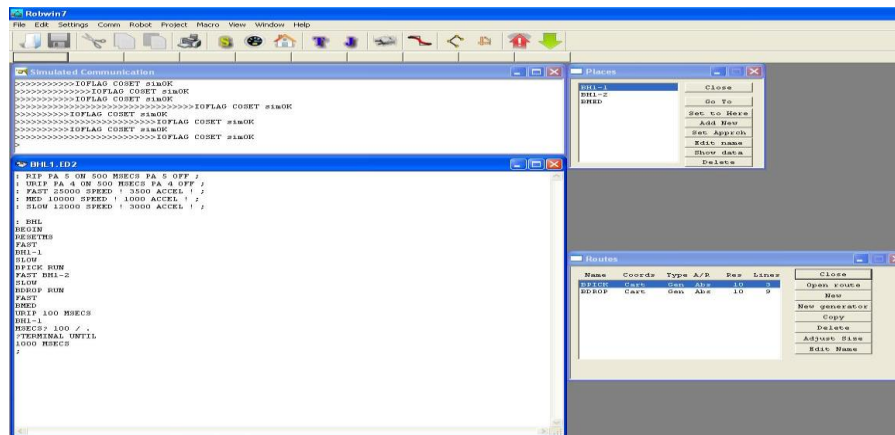 Robwin7
File Edit Settings Comm Robot Project Macro View Window Help
Simulated Communication
>>>>>>>>>>>IOFLAG COSET simOK
>>>>>>>>>>>>>>IOFLAG COSET simOK
>>>>>>>>>>>IOFLAG COSET simOK
>>>>>>>>>>>>>>>>>>>>>>>>>>>>>>>>>IOFLAG COSET simOK
>>>>>>>>>>IOFLAG COSET simOK
>>>>>>>>>>>>>>>>>>>>>>>>>>IOFLAG COSET simOK
>>>>>>>>>>IOFLAG COSET simOK
>>>>>>>>>>>>>>>>>>>>>>>>>>IOFLAG COSET simOK
>
BHL1.ED2
: RIP PA 5 ON 500 MSECS PA 5 OFF ;
: URIP PA 4 ON 500 MSECS PA 4 OFF ;
: FAST 25000 SPEED ! 3500 ACCEL ! ;
: MED 10000 SPEED ! 1000 ACCEL ! ;
: SLOW 12000 SPEED ! 3000 ACCEL ! ;
: BHL
BEGIN
RESETMS
FAST
BH1-1
SLOW
BPICK RUN
FAST BH1-2
SLOW
BDROP RUN
FAST
BMED
URIP 100 MSECS
BH1-1
MSECS? 100 / .
?TERMINAL UNTIL
1000 MSECS
;
Places
BH1-1
BH1-2
BMED
Close
Go To
Set to Here
Add New
Set Apprch
Edit name
Show data
Delete
Routes
Name Coords Type A/R Res Lines
BPICK Cart Gen Abs 10 3
BDROP Cart Gen Abs 10 9
Close
Open route
New
New generator
Copy
Delete
Adjust Size
Edit Name